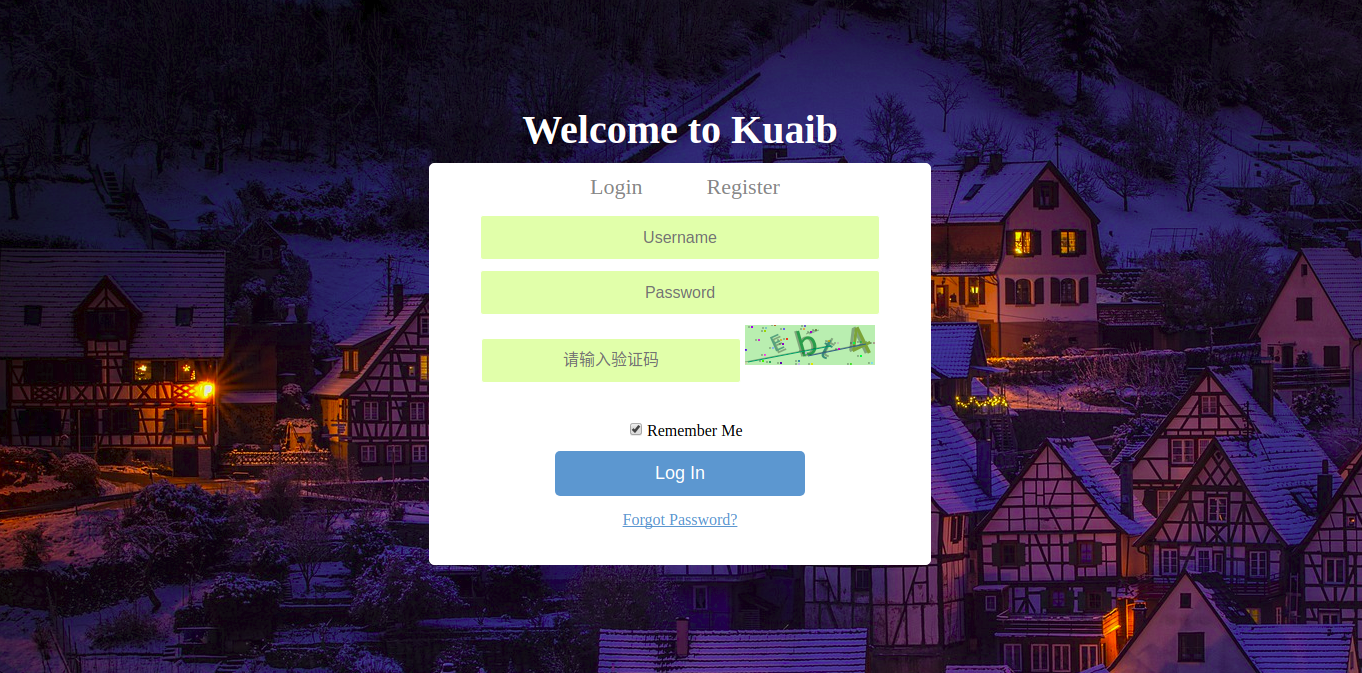 Welcome to Kuaib
Login Register
Username
Password
请输入验证码 EbtA
Remember Me
Log In
Forgot Password?